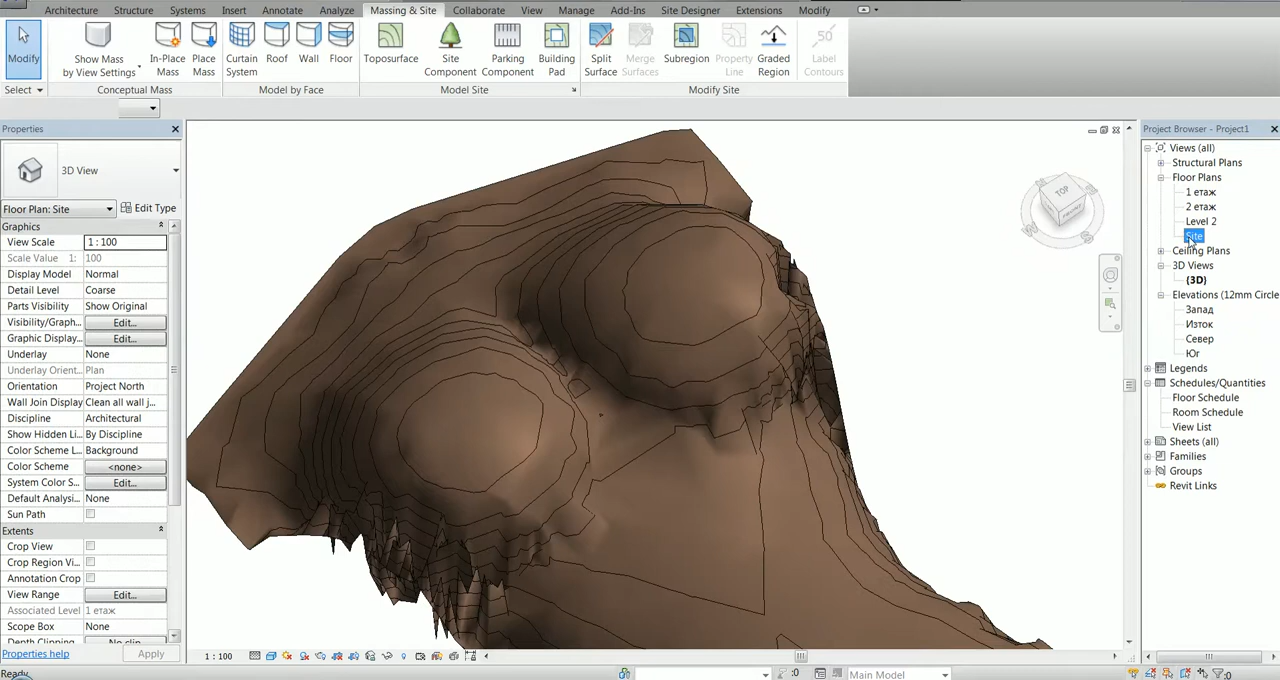 Architecture Structure Systems Insert Annotate Analyze Massing & Site Collaborate View Manage Add-Ins Site Designer Extensions Modify
Modify
Show Mass
by View Settings
In-Place
Mass
Place
Mass
Curtain
System
Roof
Wall
Floor
Toposurface
Site
Component
Parking
Component
Building
Pad
Split
Surface
Merge
Surfaces
Subregion
Property
Line
Graded
Region
50
Label
Contours
Select
Conceptual Mass
Model by Face
Model Site
Modify Site
Properties
3D View
Floor Plan: Site
Edit Type
Graphics
View Scale 1 : 100
Scale Value 1: 100
Display Model Normal
Detail Level Coarse
Parts Visibility Show Original
Visibility/Graph... Edit...
Graphic Display... Edit...
Underlay None
Underlay Orient... Plan
Orientation Project North
Wall Join Display Clean all wall j...
Discipline Architectural
Show Hidden Li... By Discipline
Color Scheme L... Background
Color Scheme <none>
System Color S... Edit...
Default Analysi... None
Sun Path
Extents
Crop View
Crop Region Vi...
Annotation Crop
View Range Edit...
Associated Level 1 етаж
Scope Box None
Depth Clipping No clip
Properties help
Apply
Ready
TOP
1 : 100
:0
Main Model
:0
Project Browser - Project1
Views (all)
Structural Plans
Floor Plans
1 етаж
2 етаж
Level 2
Site
Ceiling Plans
3D Views
{3D}
Elevations (12mm Circle
Запад
Изток
Север
Юг
Legends
Schedules/Quantities
Floor Schedule
Room Schedule
View List
Sheets (all)
Families
Groups
Revit Links